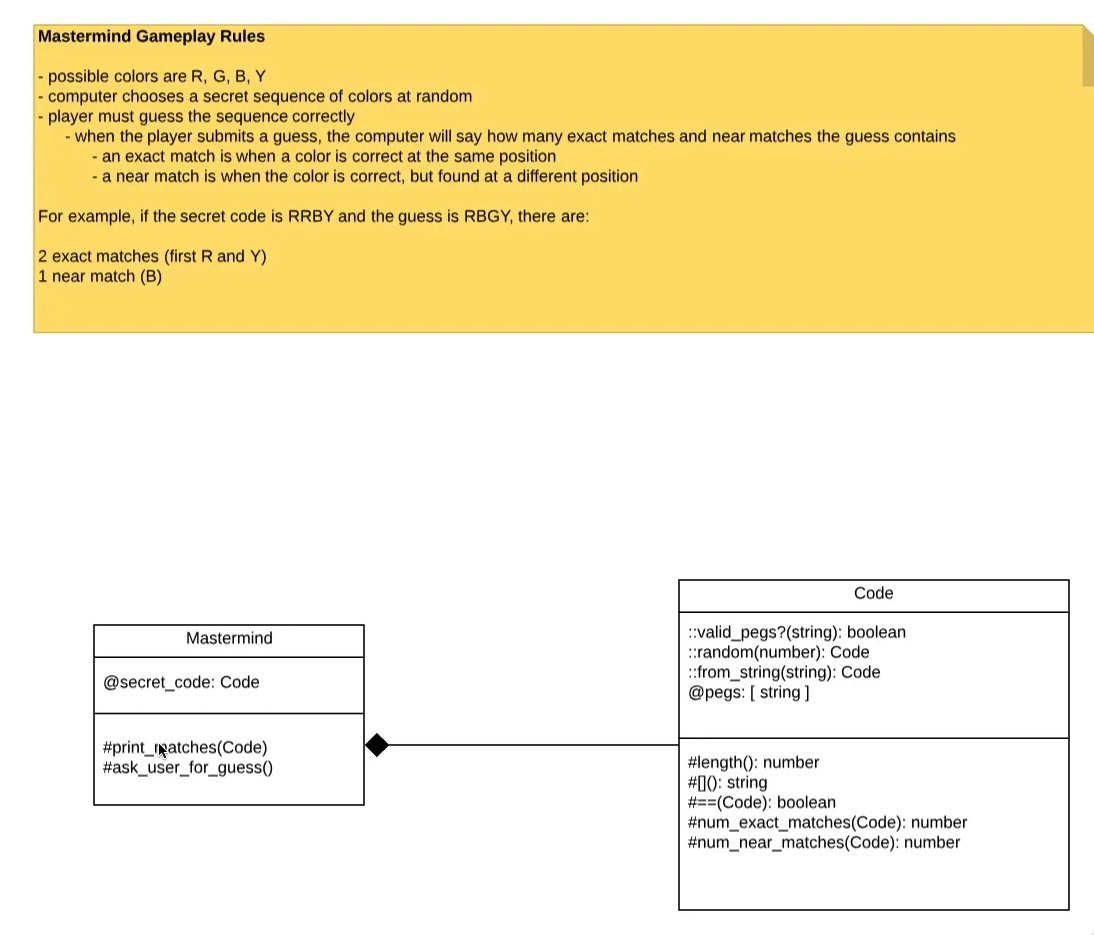 Mastermind Gameplay Rules
- possible colors are R, G, B, Y
- computer chooses a secret sequence of colors at random
- player must guess the sequence correctly
- when the player submits a guess, the computer will say how many exact matches and near matches the guess contains
- an exact match is when a color is correct at the same position
- a near match is when the color is correct, but found at a different position
For example, if the secret code is RRBY and the guess is RBGY, there are:
2 exact matches (first R and Y)
1 near match (B)
Mastermind
@secret_code: Code
#print_matches(Code)
#ask_user_for_guess()
Code
::valid_pegs?(string): boolean
::random(number): Code
::from_string(string): Code
@pegs: [ string ]
#length(): number
#[](): string
#==(Code): boolean
#num_exact_matches(Code): number
#num_near_matches(Code): number